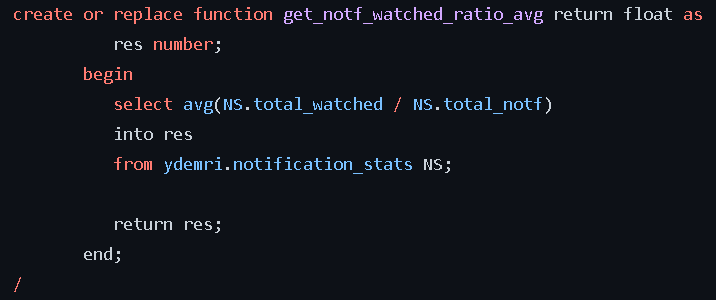 create or replace function get_notf_watched_ratio_avg return float as
res number;
begin
select avg(NS.total_watched / NS.total_notf)
into res
from ydemri.notification_stats NS;
return res;
end;
/